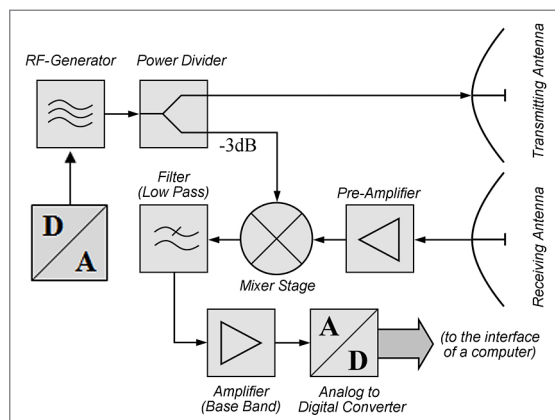 RF-Generator
Power Divider
Transmitting Antenna
-3dB
Filter
(Low Pass)
Pre-Amplifier
Receiving Antenna
D
A
Mixer Stage
A
D
(to the interface
of a computer)
Amplifier
(Base Band)
Analog to
Digital Converter